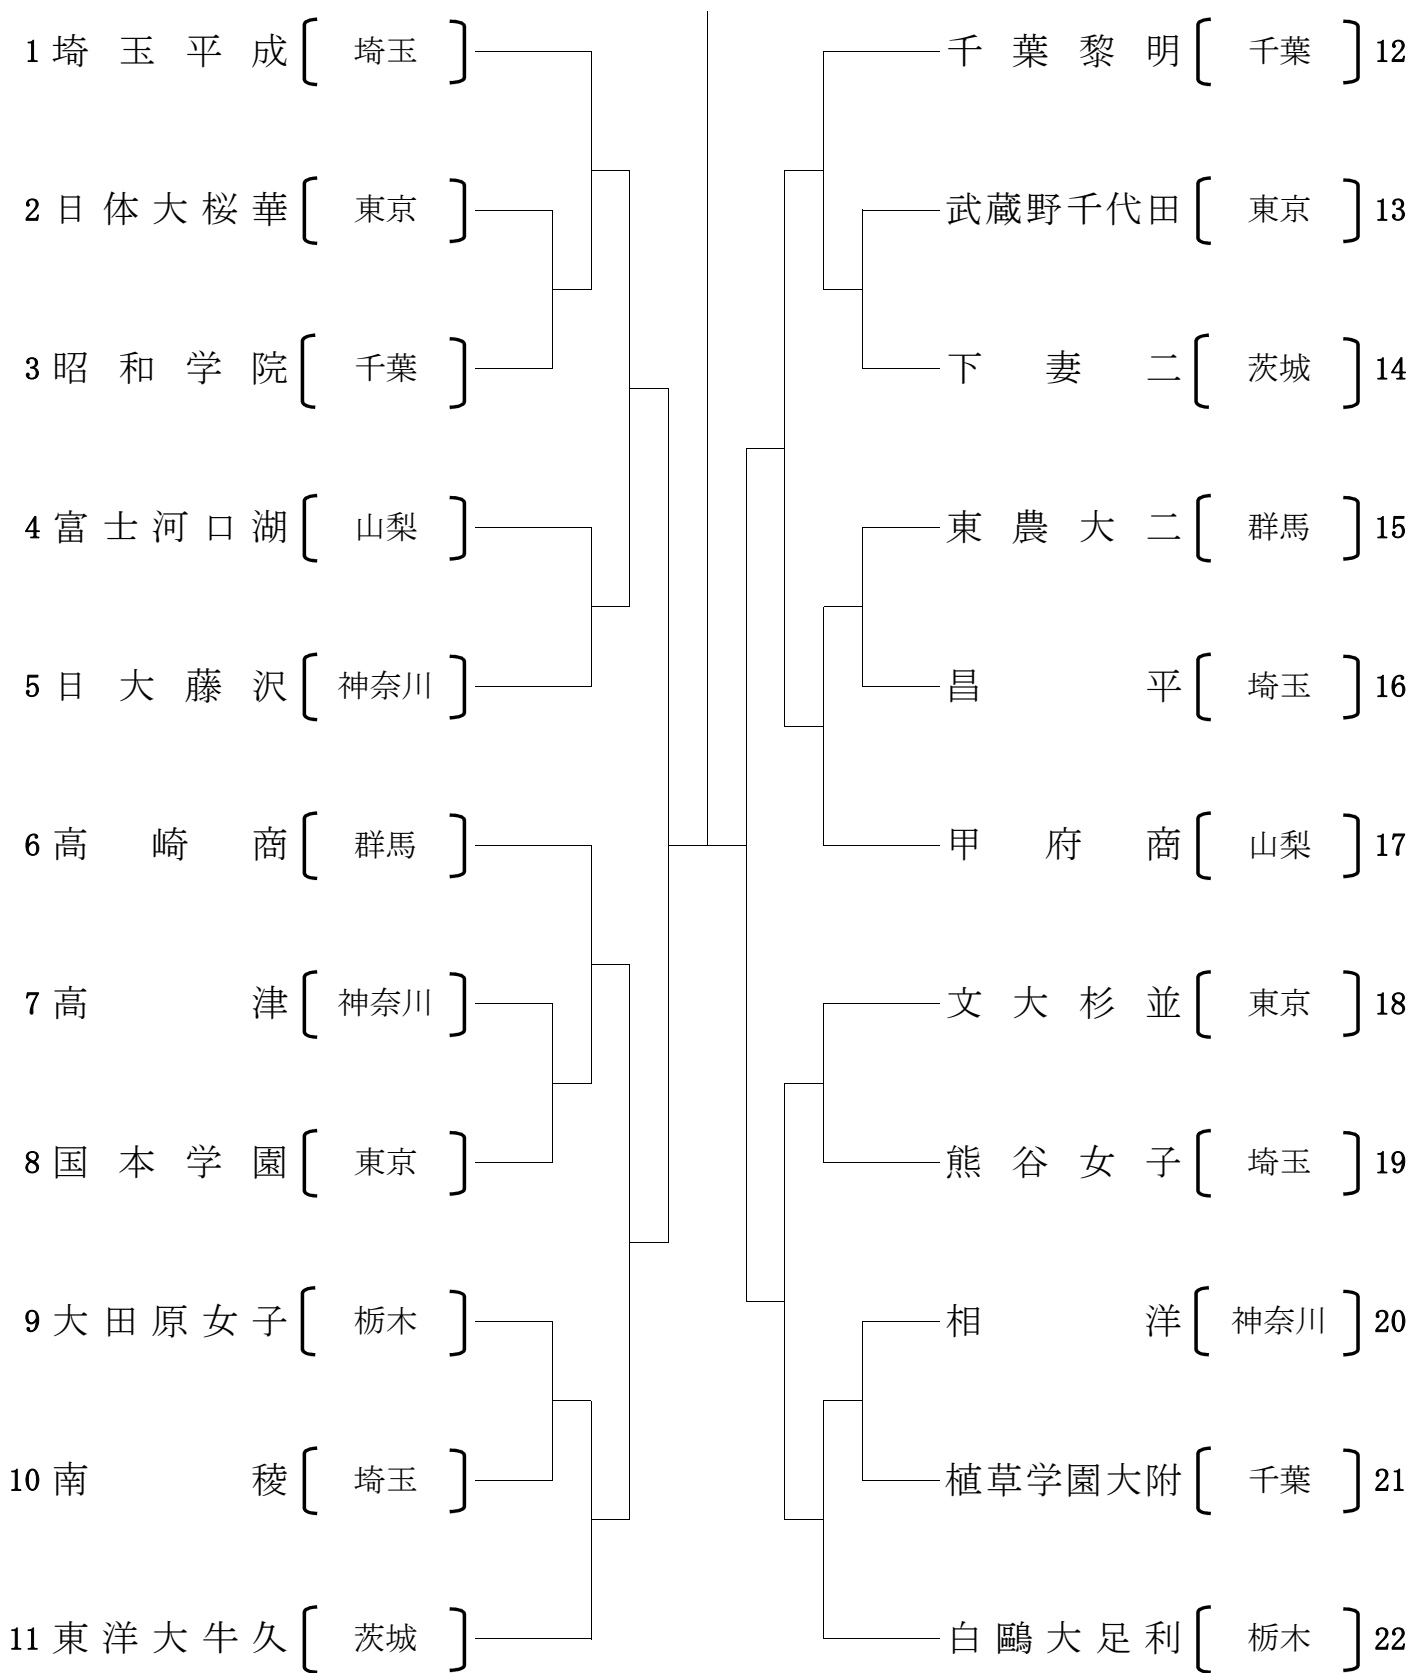 1 埼玉平成 [ 埼玉 ]
2 日体大桜華 [ 東京 ]
3 昭和学院 [ 千葉 ]
4 富士河口湖 [ 山梨 ]
5 日大藤沢 [ 神奈川 ]
6 高崎商 [ 群馬 ]
7 高津 [ 神奈川 ]
8 国本学園 [ 東京 ]
9 大田原女子 [ 栃木 ]
10 南稜 [ 埼玉 ]
11 東洋大牛久 [ 茨城 ]
千葉黎明 [ 千葉 ] 12
武蔵野千代田 [ 東京 ] 13
下妻二 [ 茨城 ] 14
東農大二 [ 群馬 ] 15
昌平 [ 埼玉 ] 16
甲府商 [ 山梨 ] 17
文大杉並 [ 東京 ] 18
熊谷女子 [ 埼玉 ] 19
相洋 [ 神奈川 ] 20
植草学園大附 [ 千葉 ] 21
白鷗大足利 [ 栃木 ] 22